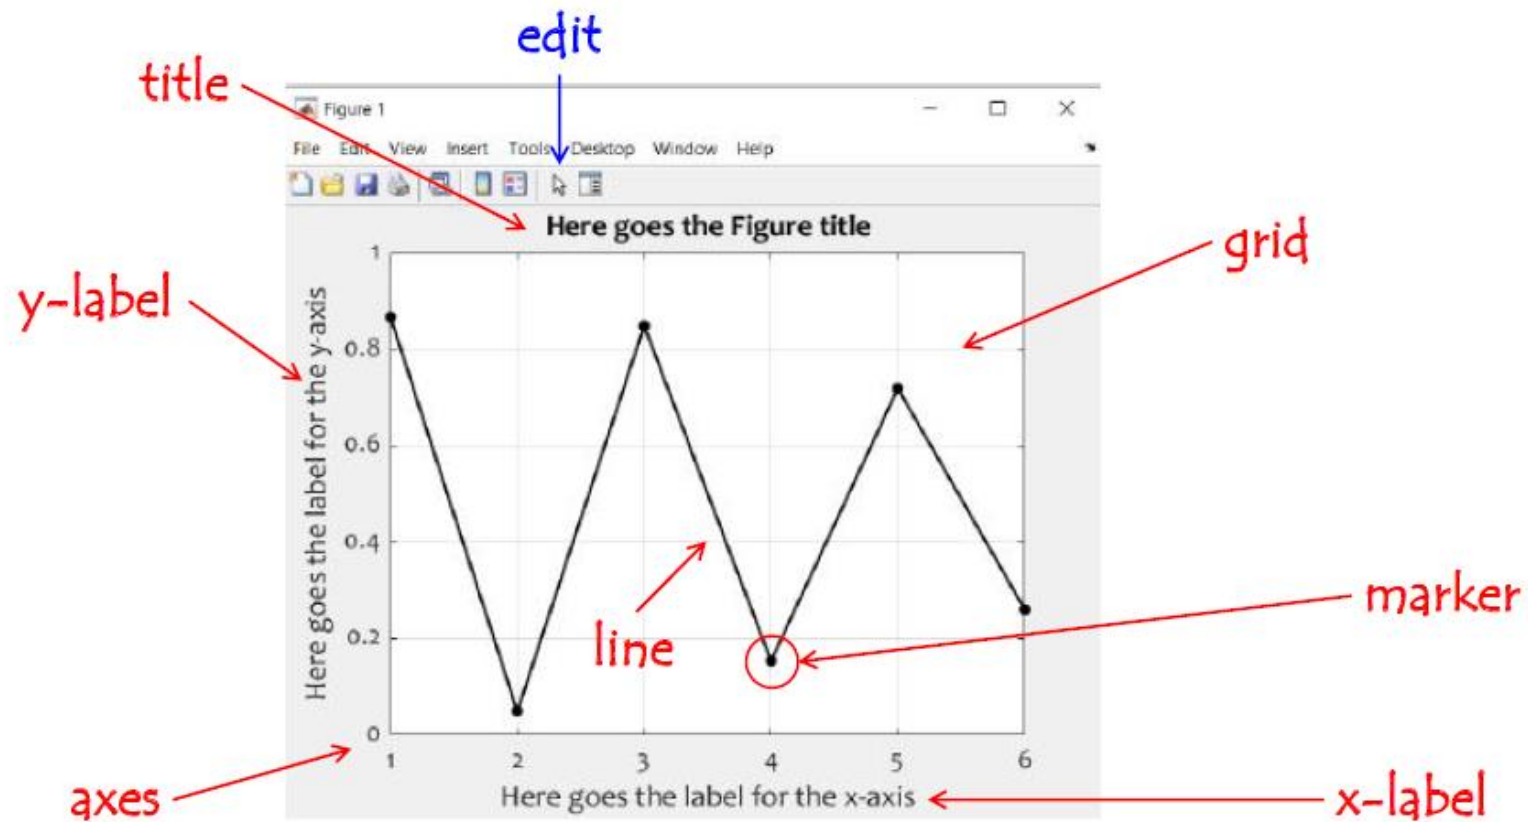 edit
title
Figure 1
File Edit View Insert Tools Desktop Window Help
Here goes the Figure title
grid
y-label
Here goes the label for the y-axis
1
0.8
0.6
0.4
0.2
0
line
marker
1 2 3 4 5 6
axes
Here goes the label for the x-axis
x-label